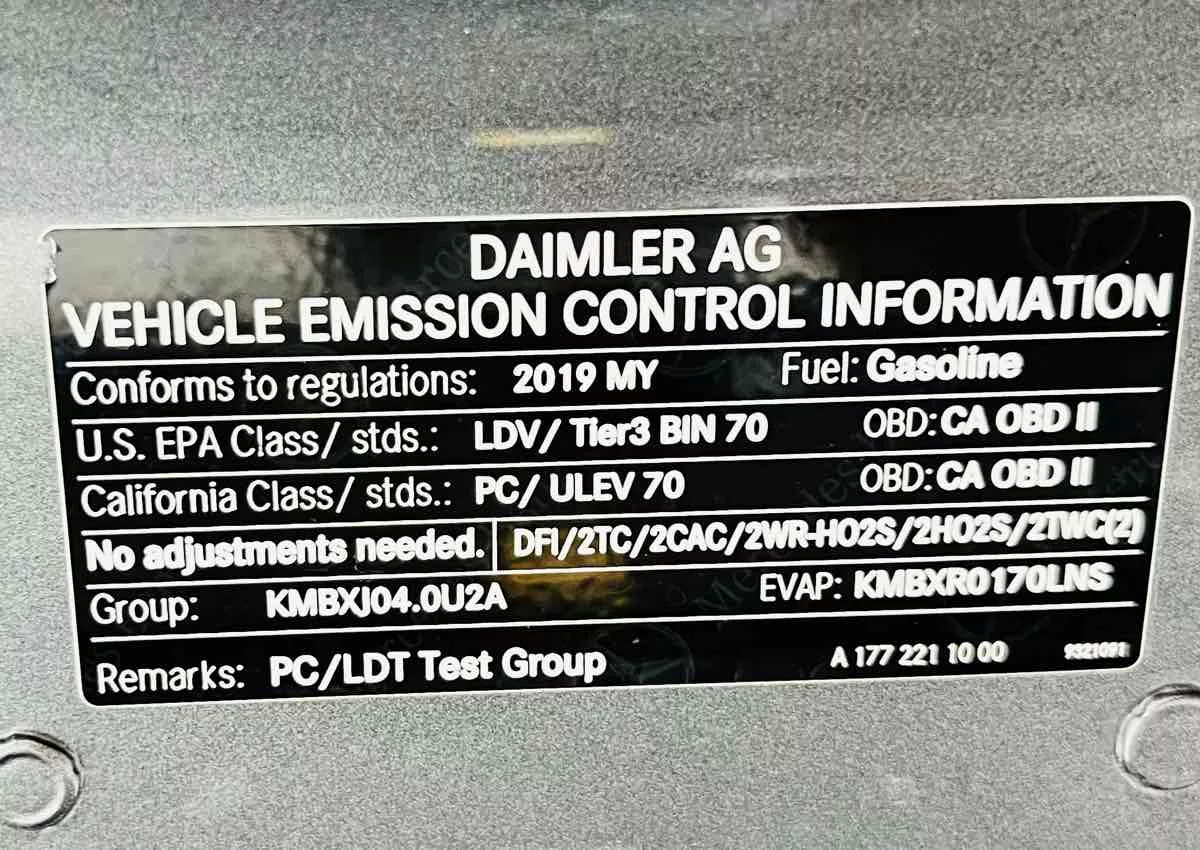 DAIMLER AG
VEHICLE EMISSION CONTROL INFORMATION
Conforms to regulations: 2019 MY Fuel: Gasoline
U.S. EPA Class/ stds.: LDV/ Tier3 BIN 70 OBD: CA OBD II
California Class/ stds.: PC/ ULEV 70 OBD: CA OBD II
No adjustments needed. DFI/2TC/2CAC/2WR-HO2S/2HO2S/2TWC(2)
Group: KMBXJ04.0U2A EVAP: KMBXR0170LNS
Remarks: PC/LDT Test Group A 177 221 10 00